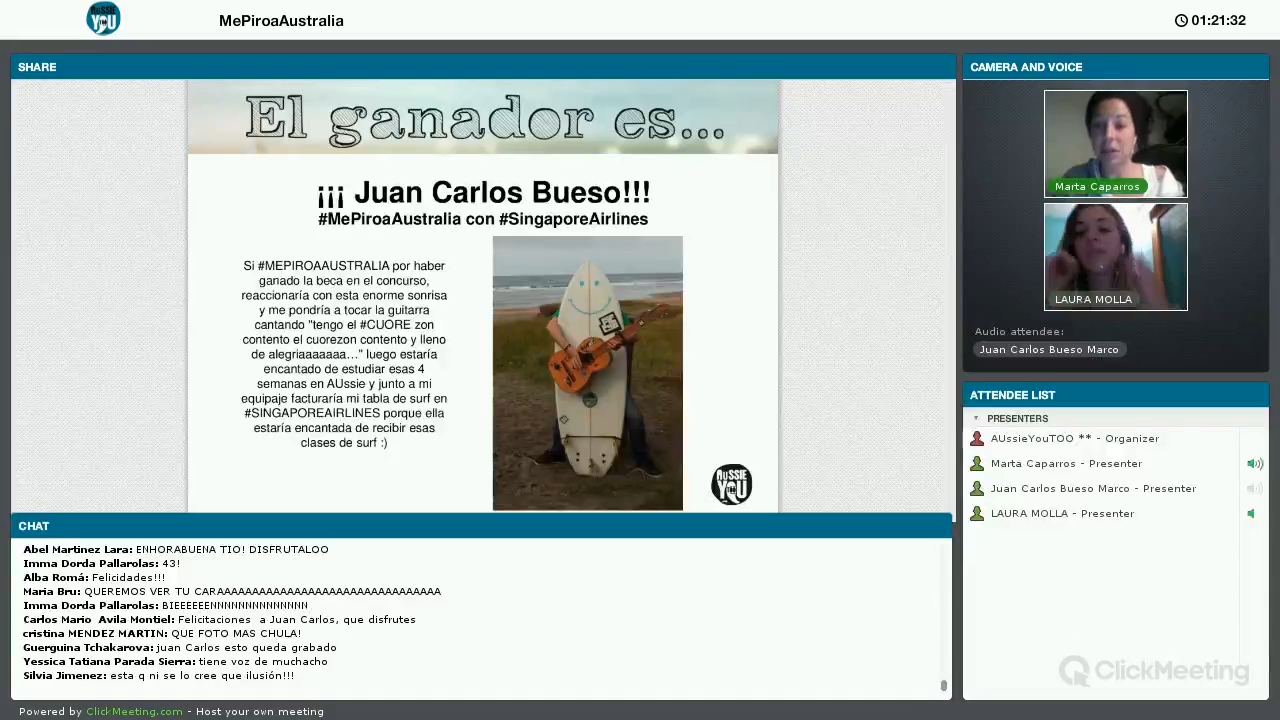 AUSSIE
YOU
TOO
MePiroaAustralia
01:21:32
SHARE
El ganador es...
¡¡¡ Juan Carlos Bueso!!!
#MePiroaAustralia con #SingaporeAirlines
Si #MEPIROAAUSTRALIA por haber
ganado la beca en el concurso,
reaccionaría con esta enorme sonrisa
y me pondría a tocar la guitarra
cantando "tengo el #CUORE zon
contento el cuorezon contento y lleno
de alegriaaaaaaa…" luego estaría
encantado de estudiar esas 4
semanas en AUssie y junto a mi
equipaje facturaría mi tabla de surf en
#SINGAPOREAIRLINES porque ella
estaría encantada de recibir esas
clases de surf :)
AUSSIE
YOU
CAMERA AND VOICE
Marta Caparros
LAURA MOLLA
Audio attendee:
Juan Carlos Bueso Marco
ATTENDEE LIST
PRESENTERS
AUssieYouTOO ** - Organizer
Marta Caparros - Presenter
Juan Carlos Bueso Marco - Presenter
LAURA MOLLA - Presenter
ClickMeeting
CHAT
Abel Martinez Lara: ENHORABUENA TIO! DISFRUTALOO
Imma Dorda Pallarolas: 43!
Alba Romá: Felicidades!!!
Maria Bru: QUEREMOS VER TU CARAAAAAAAAAAAAAAAAAAAAAAAAAAAAAAAA
Imma Dorda Pallarolas: BIEEEEEENNNNNNNNNNNNN
Carlos Mario Avila Montiel: Felicitaciones a Juan Carlos, que disfrutes
cristina MENDEZ MARTIN: QUE FOTO MAS CHULA!
Guerguina Tchakarova: juan Carlos esto queda grabado
Yessica Tatiana Parada Sierra: tiene voz de muchacho
Silvia Jimenez: esta q ni se lo cree que ilusión!!!
Powered by ClickMeeting.com - Host your own meeting